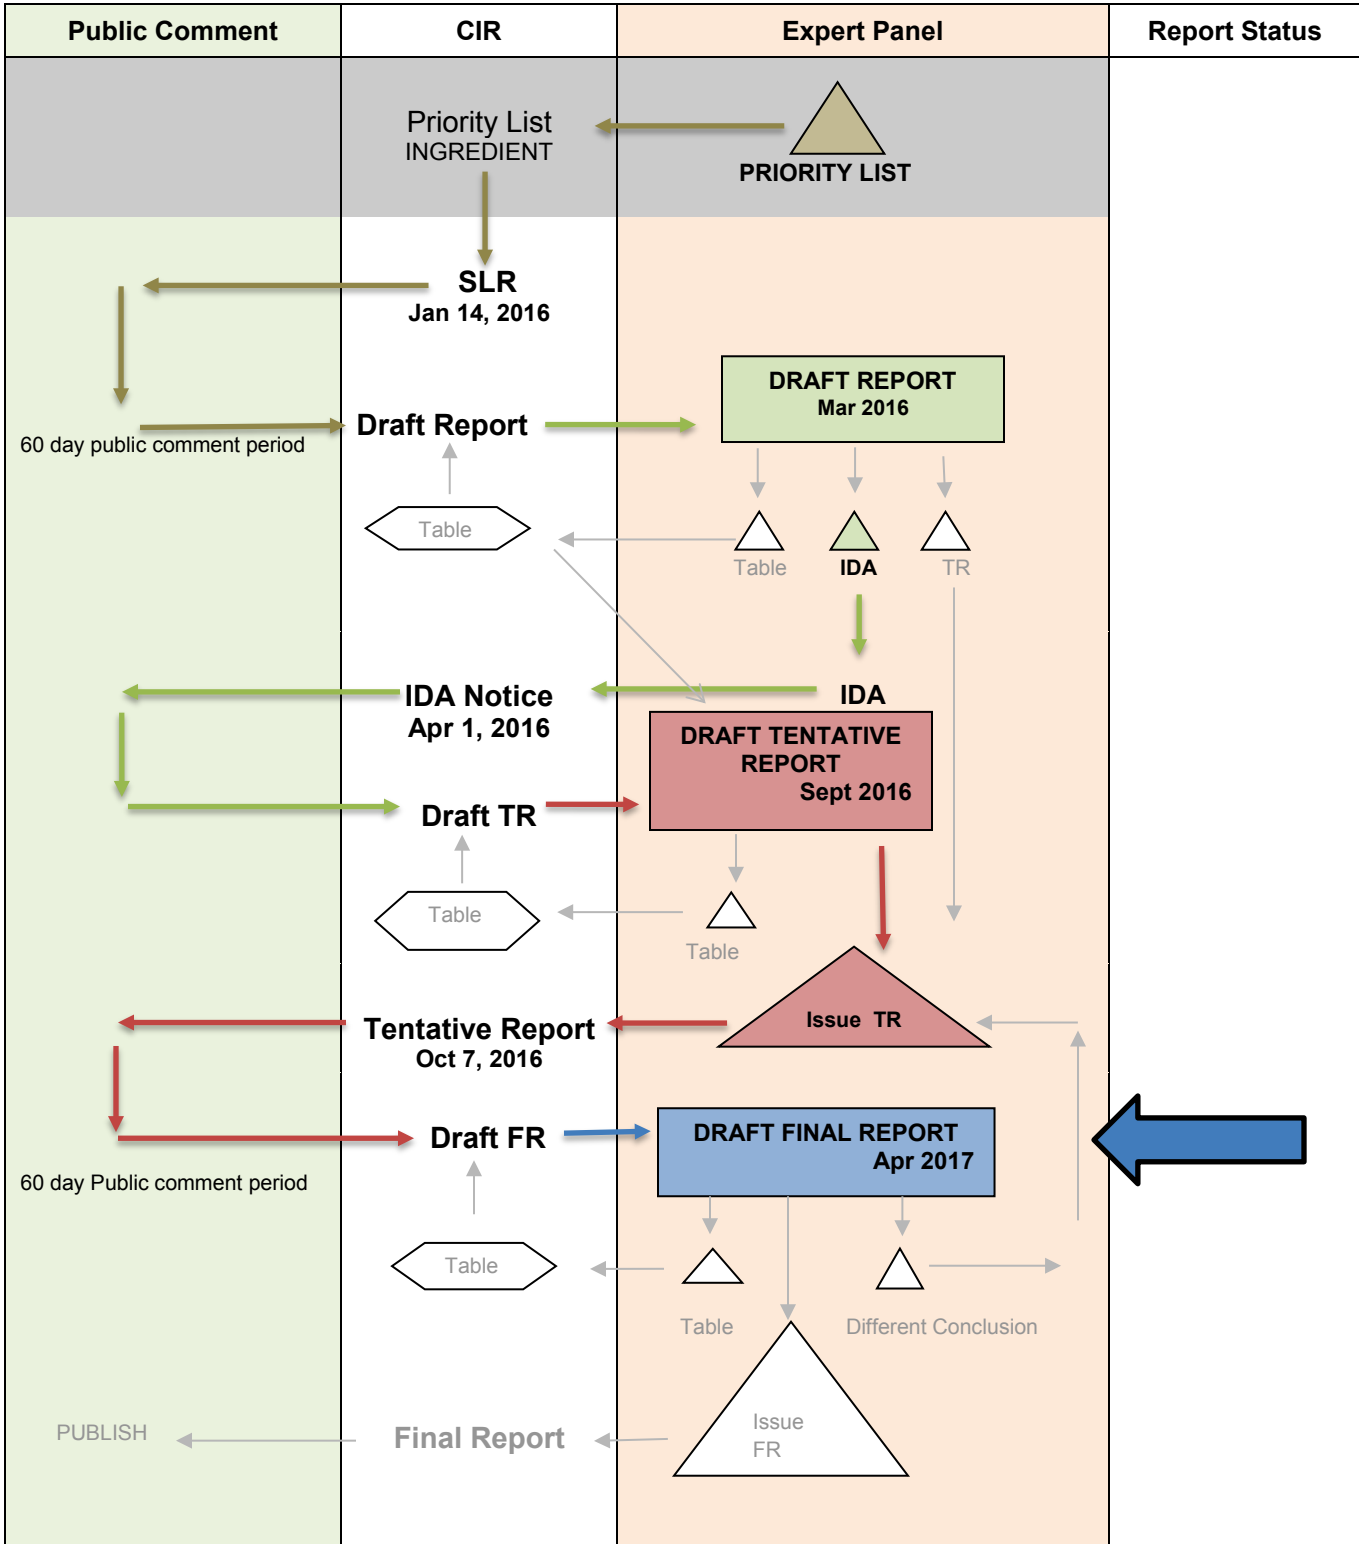 Public Comment
CIR
Expert Panel
Report Status
Priority List
INGREDIENT
PRIORITY LIST
SLR
Jan 14, 2016
DRAFT REPORT
Mar 2016
60 day public comment period
Draft Report
Table
Table
IDA
TR
IDA Notice
Apr 1, 2016
IDA
DRAFT TENTATIVE
REPORT
Sept 2016
Draft TR
Table
Table
Tentative Report
Oct 7, 2016
Issue TR
Draft FR
DRAFT FINAL REPORT
Apr 2017
60 day Public comment period
Table
Table
Different Conclusion
PUBLISH
Final Report
Issue
FR